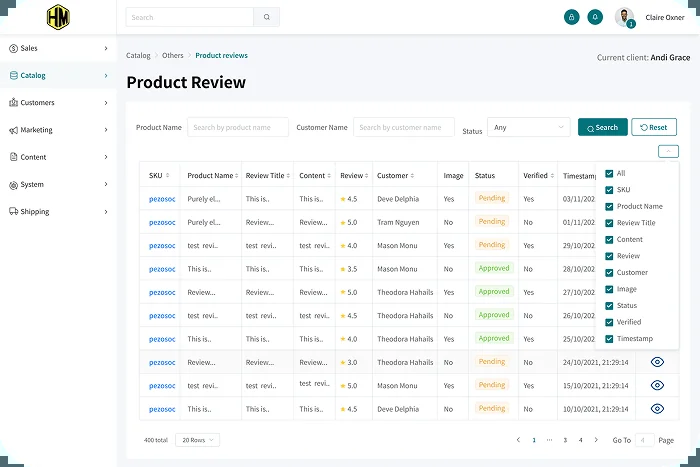 HM
Search
1
Claire Oxner
Sales
Catalog
Customers
Marketing
Content
System
Shipping
Catalog > Others > Product reviews
Current client: Andi Grace
Product Review
Product Name Search by product name Customer Name Search by customer name Status Any Search Reset
SKU Product Name Review Title Content Review Customer Image Status Verified Timestamp
pezosoc Purely el... This is.. This is.. 4.5 Deve Delphia Yes Pending Yes 03/11/202
pezosoc Purely el... Review... Review... 5.0 Tram Nguyen No Pending No 01/11/202
pezosoc test revi.. test revi.. test revi.. 4.0 Mason Monu Yes Pending Yes 29/10/202
pezosoc This is.. This is.. This is.. 3.5 Mason Monu No Approved No 28/10/202
pezosoc Review... Review... Review... 5.0 Theodora Hahails Yes Approved Yes 27/10/202
pezosoc test revi.. test revi.. test revi.. 4.5 Theodora Hahails No Approved No 26/10/202
pezosoc This is.. This is.. This is.. 4.0 Theodora Hahails Yes Approved Yes 25/10/202
pezosoc Review... Review... Review... 3.0 Theodora Hahails No Pending No 24/10/2021, 21:29:14
pezosoc test revi.. test revi.. test revi.. 5.0 Mason Monu Yes Pending Yes 15/10/2021, 21:29:14
pezosoc This is.. This is.. This is.. 4.5 Deve Delphia No Pending No 10/10/2021, 21:29:14
All
SKU
Product Name
Review Title
Content
Review
Customer
Image
Status
Verified
Timestamp
400 total 20 Rows < 1 ... 3 4 > Go To 4 Page